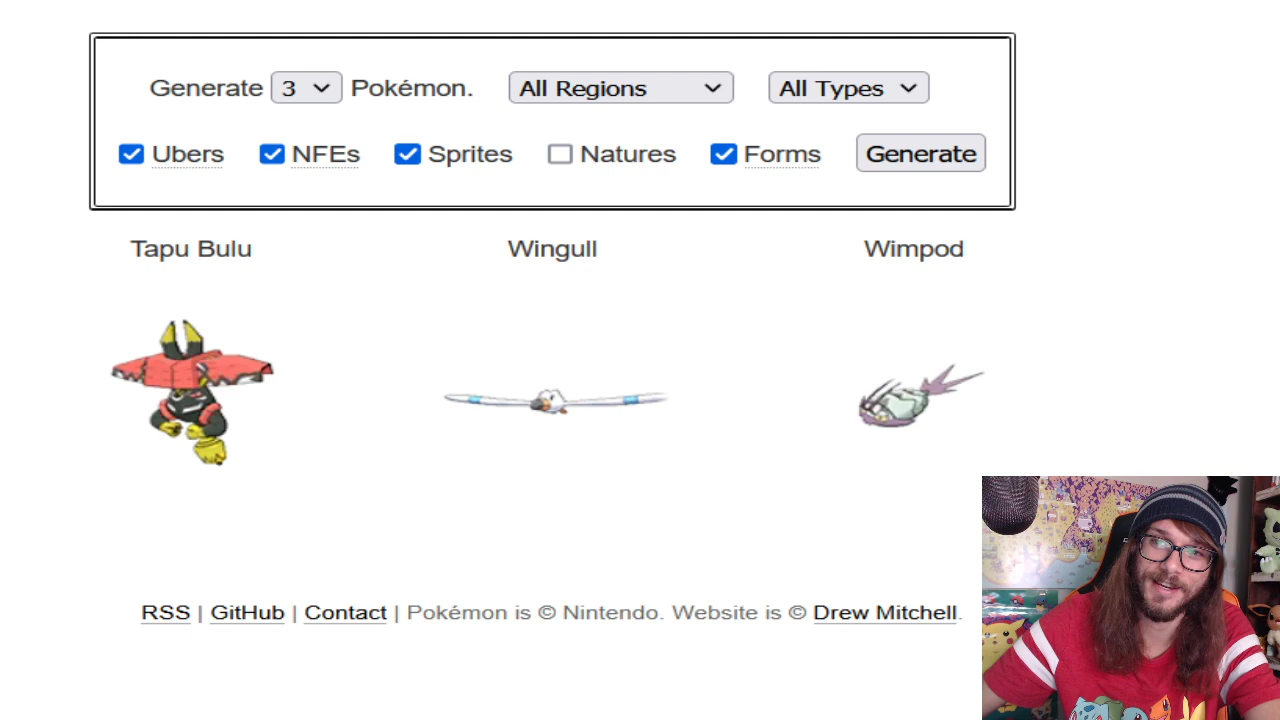 Generate 3 Pokémon. All Regions All Types
Ubers NFEs Sprites Natures Forms Generate
Tapu Bulu Wingull Wimpod
RSS | GitHub | Contact | Pokémon is © Nintendo. Website is © Drew Mitchell.